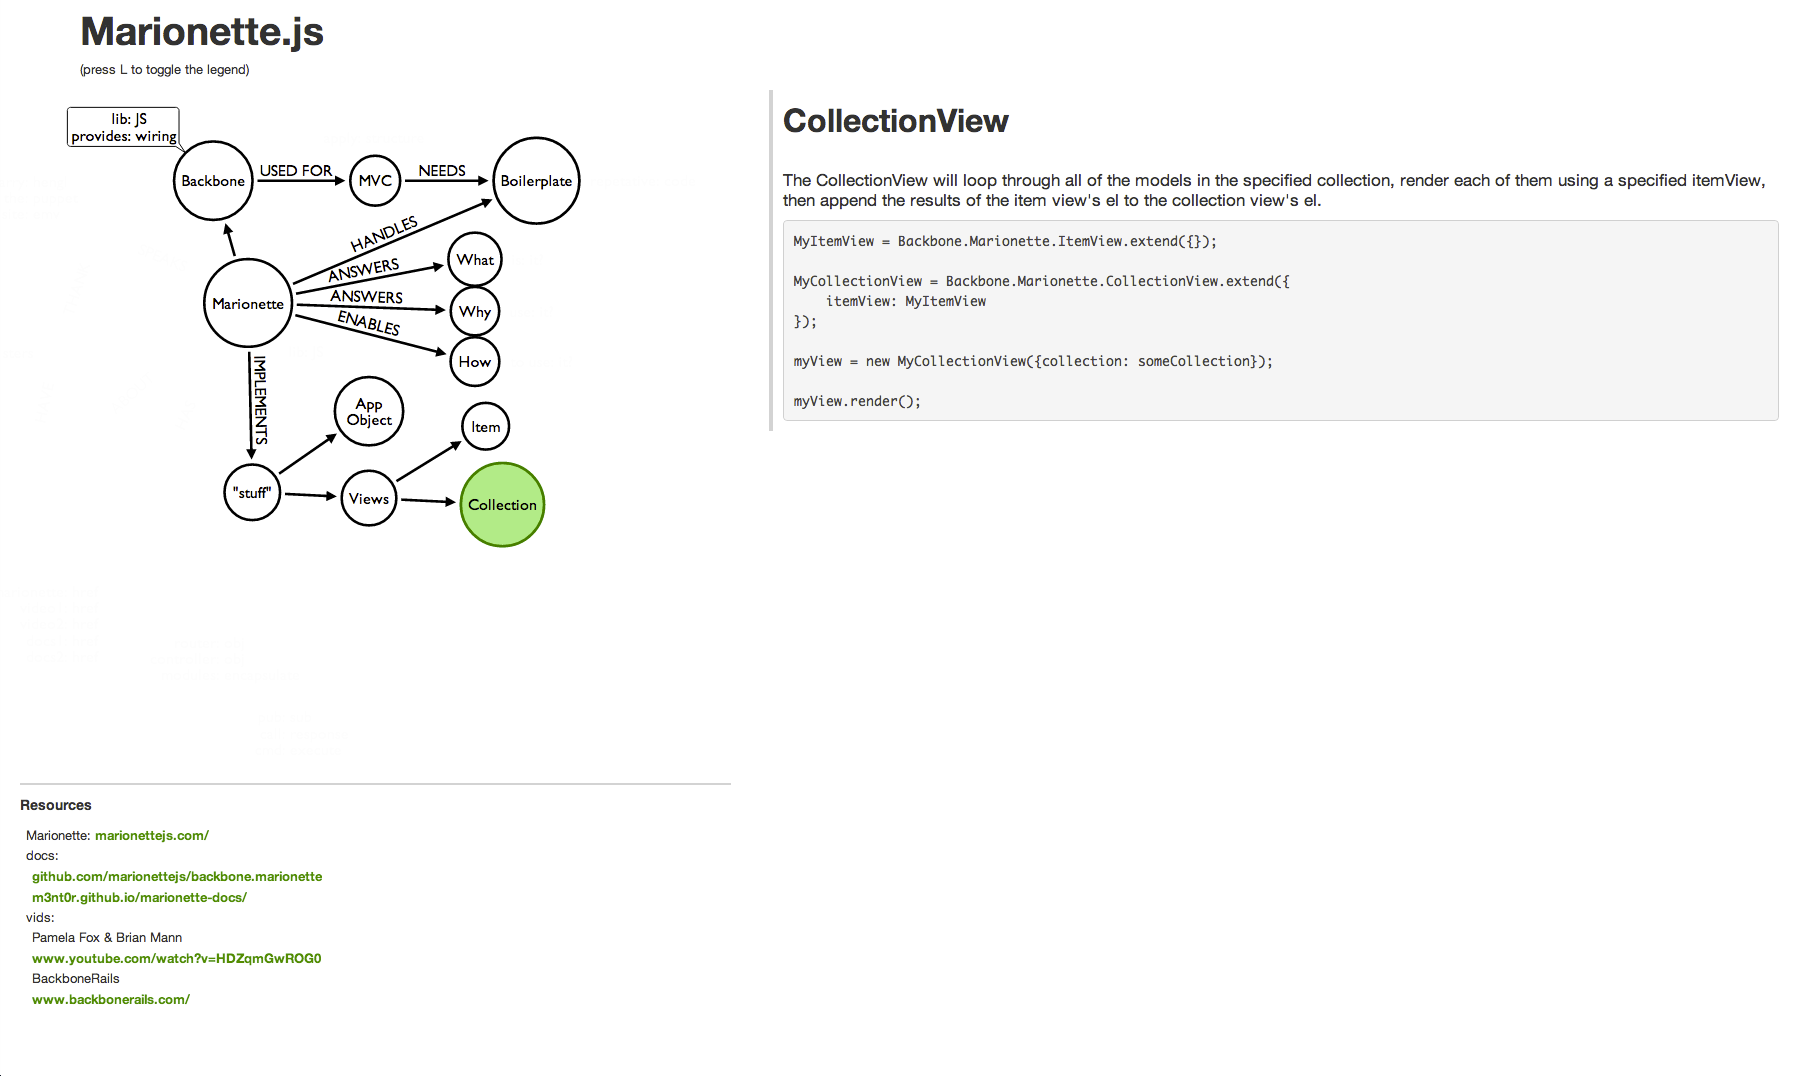 Marionette.js
(press L to toggle the legend)
lib: JS
provides: wiring
Backbone
USED FOR
MVC
NEEDS
Boilerplate
HANDLES
ANSWERS
What
Marionette
ANSWERS
Why
ENABLES
How
IMPLEMENTS
App
Object
Item
"stuff"
Views
Collection
CollectionView
The CollectionView will loop through all of the models in the specified collection, render each of them using a specified itemView,
then append the results of the item view's el to the collection view's el.
MyItemView = Backbone.Marionette.ItemView.extend({});
MyCollectionView = Backbone.Marionette.CollectionView.extend({
    itemView: MyItemView
});
myView = new MyCollectionView({collection: someCollection});
myView.render();
Resources
Marionette: marionettejs.com/
docs:
github.com/marionettejs/backbone.marionette
m3nt0r.github.io/marionette-docs/
vids:
Pamela Fox & Brian Mann
www.youtube.com/watch?v=HDZqmGwROG0
BackboneRails
www.backbonerails.com/